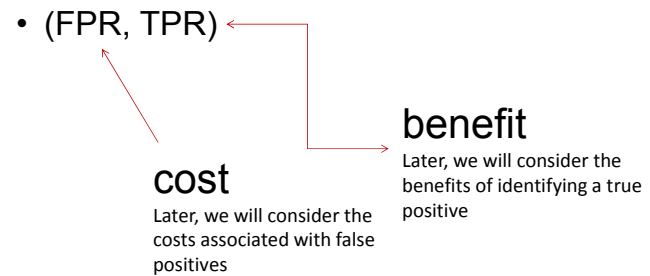 • (FPR, TPR)
benefit
Later, we will consider the
benefits of identifying a true
positive
cost
Later, we will consider the
costs associated with false
positives